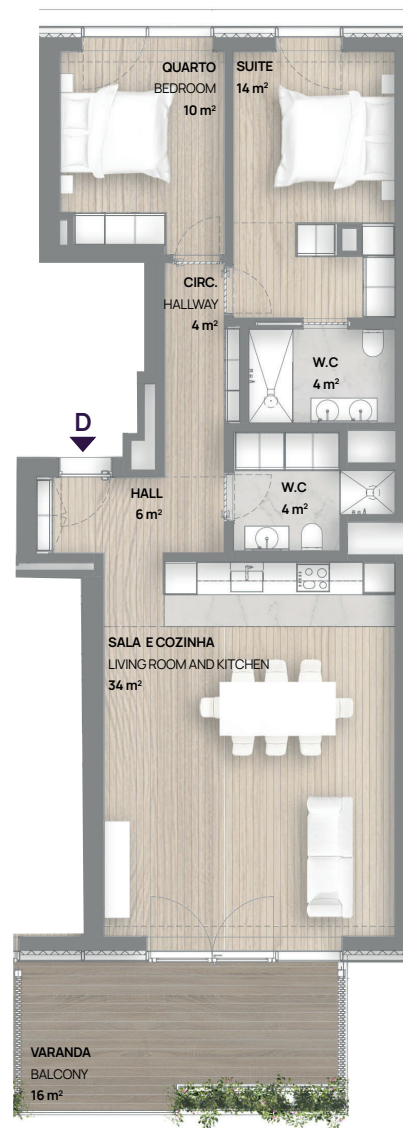 QUARTO
BEDROOM
10 m²
SUITE
14 m²
CIRC.
HALLWAY
4 m²
W.C
4 m²
D
HALL
6 m²
W.C
4 m²
SALA E COZINHA
LIVING ROOM AND KITCHEN
34 m²
VARANDA
BALCONY
16 m²